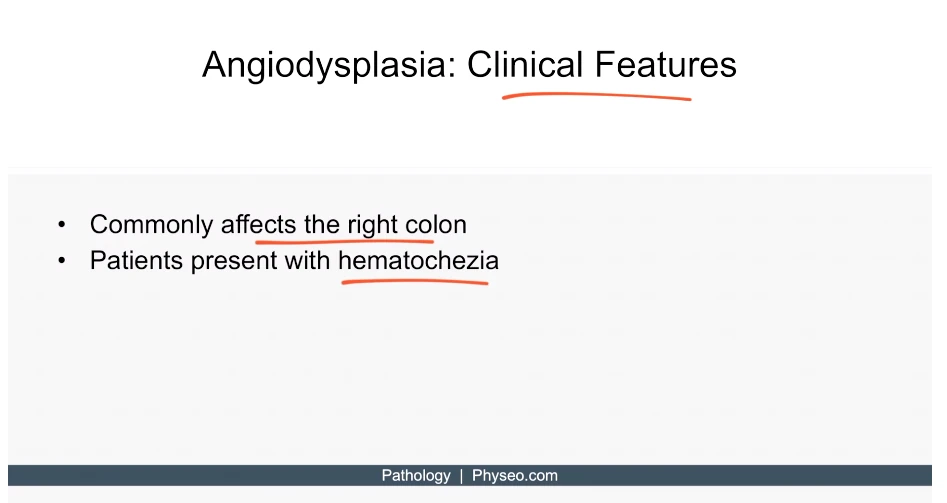 Angiodysplasia: Clinical Features
• Commonly affects the right colon
• Patients present with hematochezia
Pathology | Physeo.com